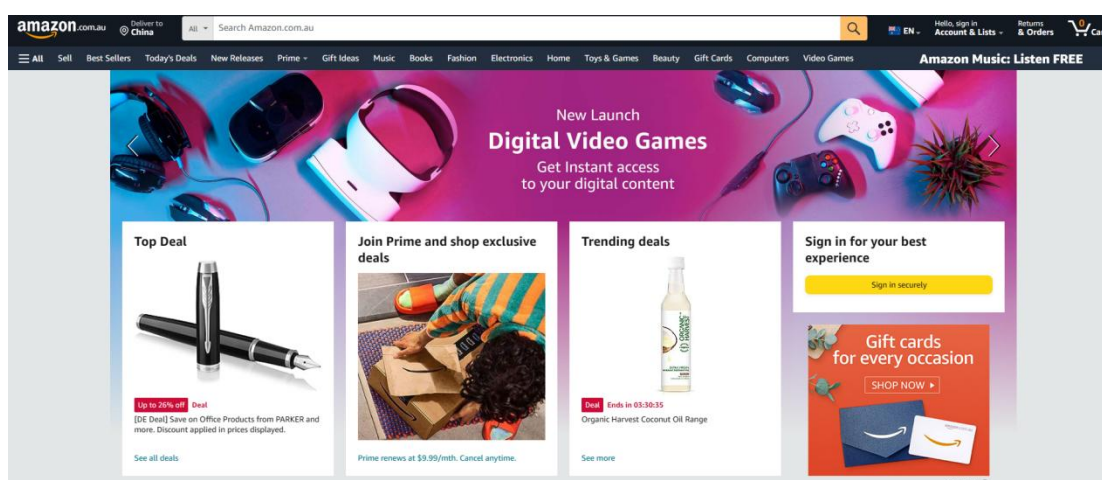 amazon.com.au
Deliver to
China
All
Search Amazon.com.au
EN
Hello, sign in
Account & Lists
Returns
& Orders
0
All
Sell
Best Sellers
Today's Deals
New Releases
Prime
Gift Ideas
Music
Books
Fashion
Electronics
Home
Toys & Games
Beauty
Gift Cards
Computers
Video Games
Amazon Music: Listen FREE
New Launch
Digital Video Games
Get Instant access
to your digital content
Top Deal
Up to 26% off Deal
[DE Deal] Save on Office Products from PARKER and
more. Discount applied in prices displayed.
See all deals
Join Prime and shop exclusive
deals
Prime renews at $9.99/mth. Cancel anytime.
Trending deals
ORGANIC
HARVEST
Deal Ends in 03:30:35
Organic Harvest Coconut Oil Range
See more
Sign in for your best
experience
Sign in securely
Gift cards
for every occasion
SHOP NOW